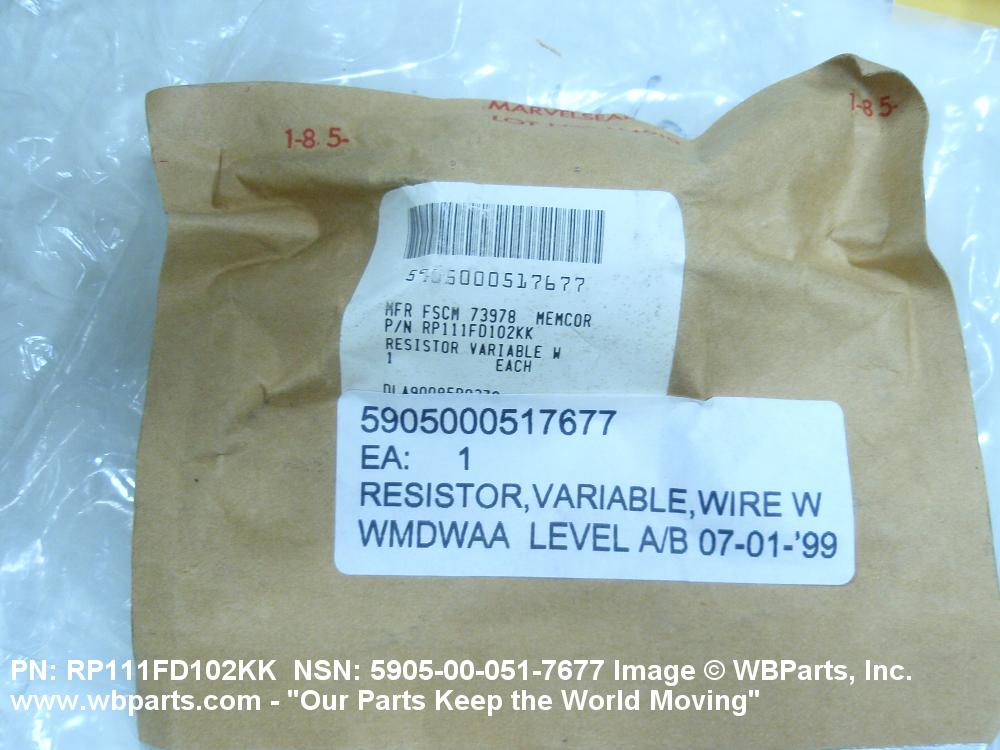 MARVELSEAL
LOT
1-8. 5-
1-8 5-
5905000517677
MFR FSCM 73978 MEMCOR
P/N RP111FD102KK
RESISTOR VARIABLE W
1 EACH
5905000517677
EA: 1
RESISTOR,VARIABLE,WIRE W
WMDWAA LEVEL A/B 07-01-'99
PN: RP111FD102KK NSN: 5905-00-051-7677 Image © WBParts, Inc.
www.wbparts.com - "Our Parts Keep the World Moving"